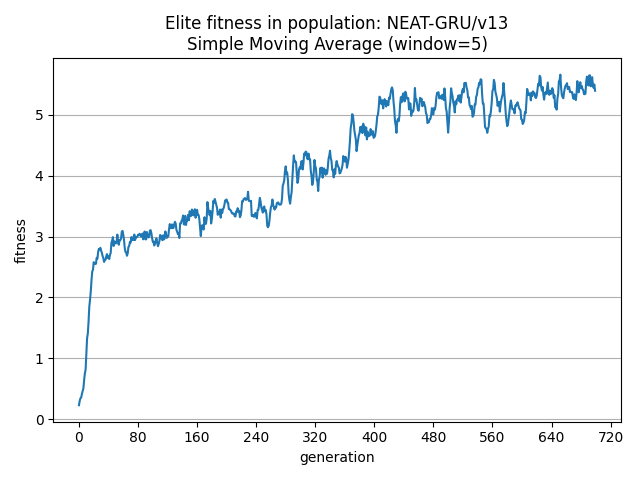 Elite fitness in population: NEAT-GRU/v13
Simple Moving Average (window=5)
fitness
5
4
3
2
1
0
0 80 160 240 320 400 480 560 640 720
generation